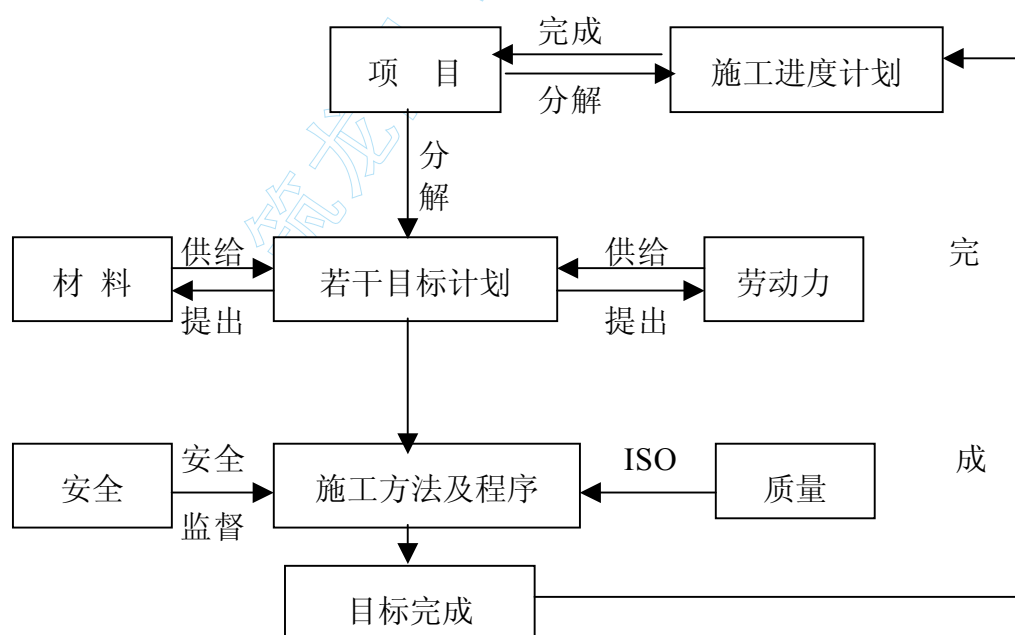 完成
项 目
施工进度计划
分解
分
解
供给
供给
完
材 料
若干目标计划
劳动力
提出
提出
安全
ISO
成
安全
施工方法及程序
质量
监督
目标完成
筑龙